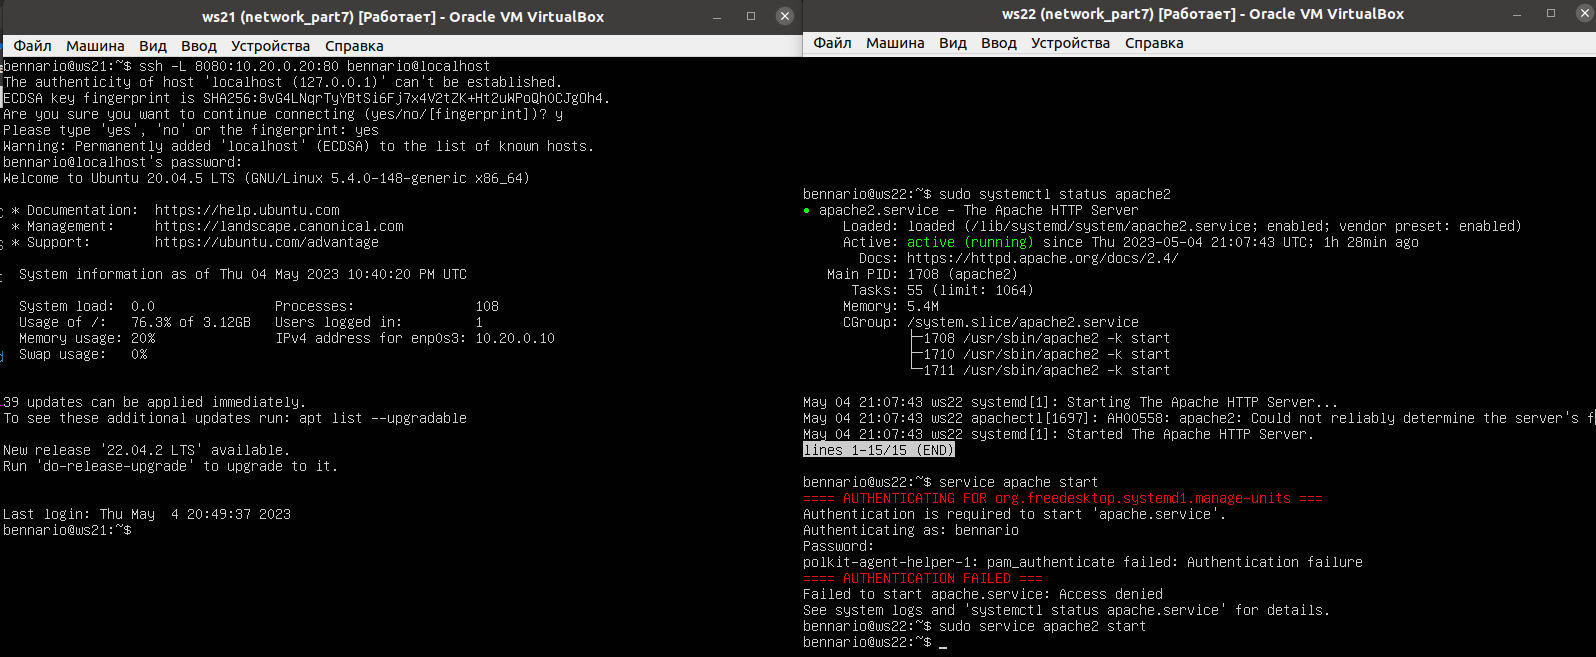 ws21 (network_part7) [Работает] - Oracle VM VirtualBox
Файл Машина Вид Ввод Устройства Справка
bennario@ws21:~$ ssh -L 8080:10.20.0.20:80 bennario@localhost
The authenticity of host 'localhost (127.0.0.1)' can't be established.
ECDSA key fingerprint is SHA256:8vG4LNqrTyYBtSi6Fj7x4V2tZK+Ht2uWPoQhOCJgOh4.
Are you sure you want to continue connecting (yes/no/[fingerprint])? y
Please type 'yes', 'no' or the fingerprint: yes
Warning: Permanently added 'localhost' (ECDSA) to the list of known hosts.
bennario@localhost's password:
Welcome to Ubuntu 20.04.5 LTS (GNU/Linux 5.4.0-148-generic x86_64)
* Documentation: https://help.ubuntu.com
* Management: https://landscape.canonical.com
* Support: https://ubuntu.com/advantage
System information as of Thu 04 May 2023 10:40:20 PM UTC
System load: 0.0 Processes: 108
Usage of /: 76.3% of 3.12GB Users logged in: 1
Memory usage: 20% IPv4 address for enp0s3: 10.20.0.10
Swap usage: 0%
39 updates can be applied immediately.
To see these additional updates run: apt list --upgradable
New release '22.04.2 LTS' available.
Run 'do-release-upgrade' to upgrade to it.
Last login: Thu May  4 20:49:37 2023
bennario@ws21:~$
ws22 (network_part7) [Работает] - Oracle VM VirtualBox
Файл Машина Вид Ввод Устройства Справка
bennario@ws22:~$ sudo systemctl status apache2
● apache2.service - The Apache HTTP Server
Loaded: loaded (/lib/systemd/system/apache2.service; enabled; vendor preset: enabled)
Active: active (running) since Thu 2023-05-04 21:07:43 UTC; 1h 28min ago
Docs: https://httpd.apache.org/docs/2.4/
Main PID: 1708 (apache2)
Tasks: 55 (limit: 1064)
Memory: 5.4M
CGroup: /system.slice/apache2.service
├─1708 /usr/sbin/apache2 -k start
├─1710 /usr/sbin/apache2 -k start
└─1711 /usr/sbin/apache2 -k start
May 04 21:07:43 ws22 systemd[1]: Starting The Apache HTTP Server...
May 04 21:07:43 ws22 apachectl[1697]: AH00558: apache2: Could not reliably determine the server's f
May 04 21:07:43 ws22 systemd[1]: Started The Apache HTTP Server.
lines 1-15/15 (END)
bennario@ws22:~$ service apache start
==== AUTHENTICATING FOR org.freedesktop.systemd1.manage-units ===
Authentication is required to start 'apache.service'.
Authenticating as: bennario
Password:
polkit-agent-helper-1: pam_authenticate failed: Authentication failure
==== AUTHENTICATION FAILED ===
Failed to start apache.service: Access denied
See system logs and 'systemctl status apache.service' for details.
bennario@ws22:~$ sudo service apache2 start
bennario@ws22:~$ _